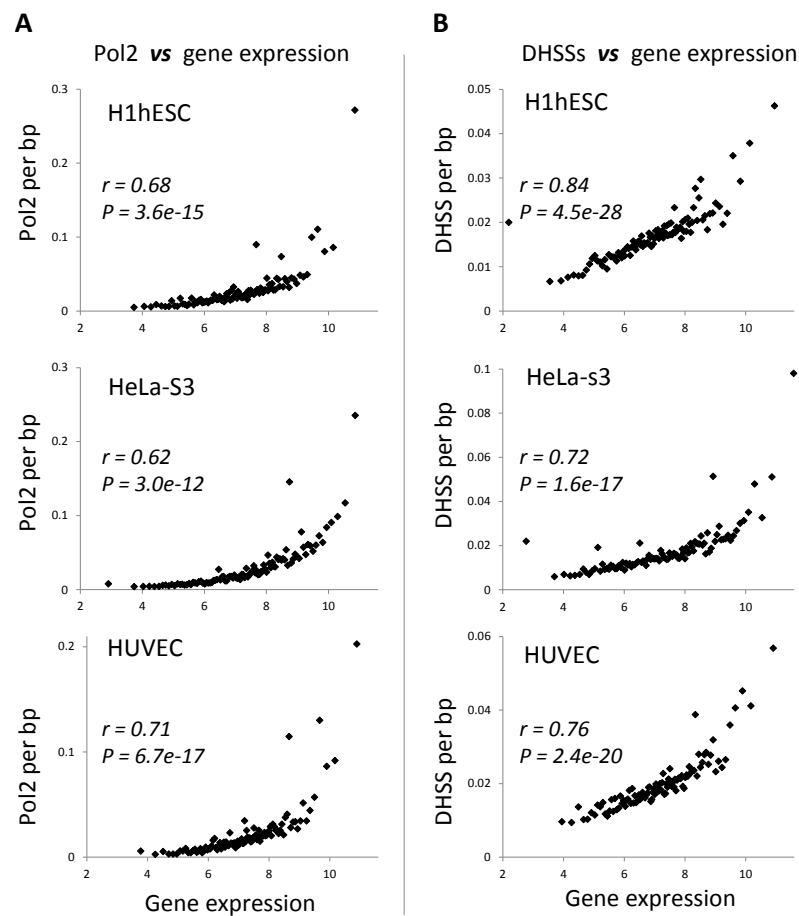 A
Pol2 vs gene expression
H1hESC
r = 0.68
P = 3.6e-15
Pol2 per bp
0.3
0.2
0.1
0
2 4 6 8 10
HeLa-S3
r = 0.62
P = 3.0e-12
Pol2 per bp
0.3
0.2
0.1
0
2 4 6 8 10
HUVEC
r = 0.71
P = 6.7e-17
Pol2 per bp
0.2
0.1
0
2 4 6 8 10
Gene expression
B
DHSSs vs gene expression
H1hESC
r = 0.84
P = 4.5e-28
DHSS per bp
0.05
0.04
0.03
0.02
0.01
0
2 4 6 8 10
HeLa-s3
r = 0.72
P = 1.6e-17
DHSS per bp
0.1
0.08
0.06
0.04
0.02
0
2 4 6 8 10
HUVEC
r = 0.76
P = 2.4e-20
DHSS per bp
0.06
0.04
0.02
0
2 4 6 8 10
Gene expression